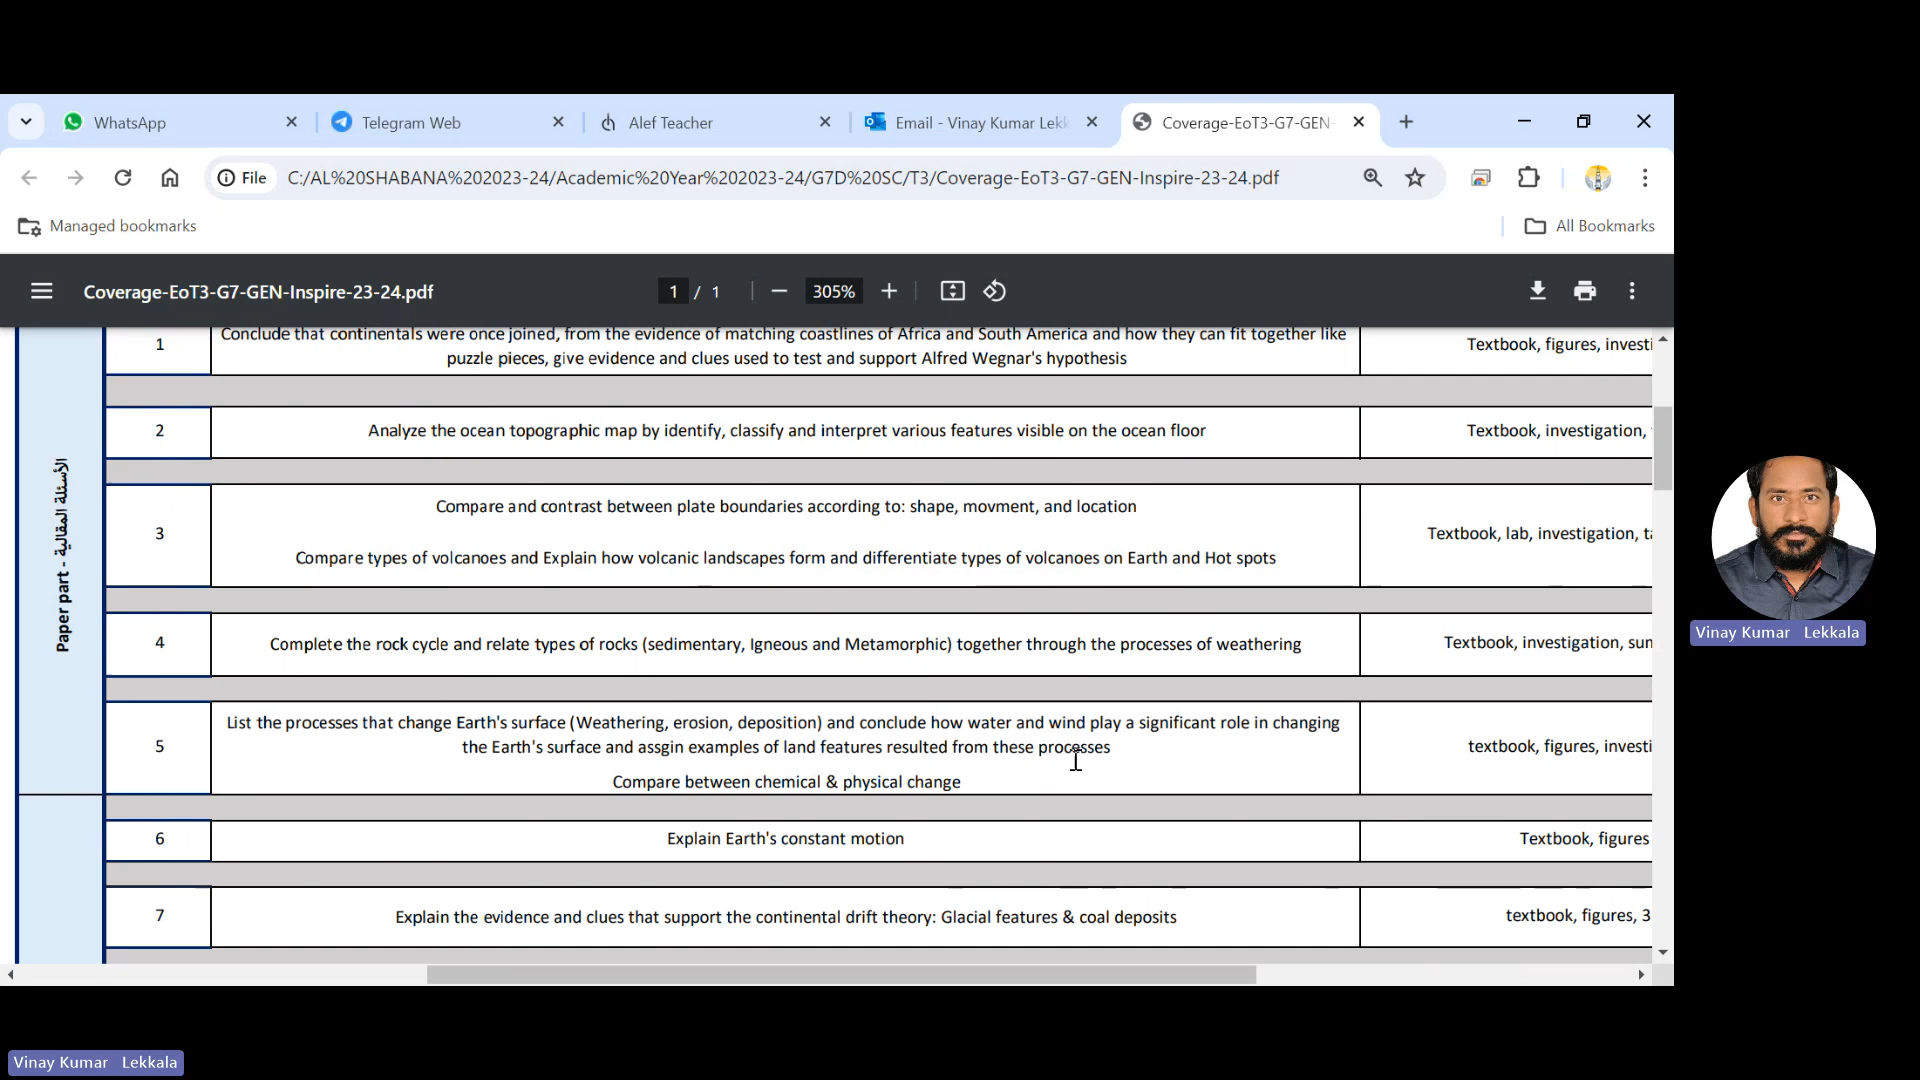 WhatsApp
Telegram Web
Alef Teacher
Email - Vinay Kumar Lekk
Coverage-EoT3-G7-GEN-
File
C:/AL%20SHABANA%202023-24/Academic%20Year%202023-24/G7D%20SC/T3/Coverage-EoT3-G7-GEN-Inspire-23-24.pdf
Managed bookmarks
All Bookmarks
Coverage-EoT3-G7-GEN-Inspire-23-24.pdf
1 / 1
305%
Paper part - الأسئلة المقالية
1
Conclude that continentals were once joined, from the evidence of matching coastlines of Africa and South America and how they can fit together like
puzzle pieces, give evidence and clues used to test and support Alfred Wegnar's hypothesis
Textbook, figures, investi
2
Analyze the ocean topographic map by identify, classify and interpret various features visible on the ocean floor
Textbook, investigation,
3
Compare and contrast between plate boundaries according to: shape, movment, and location
Compare types of volcanoes and Explain how volcanic landscapes form and differentiate types of volcanoes on Earth and Hot spots
Textbook, lab, investigation, ta
4
Complete the rock cycle and relate types of rocks (sedimentary, Igneous and Metamorphic) together through the processes of weathering
Textbook, investigation, sum
5
List the processes that change Earth's surface (Weathering, erosion, deposition) and conclude how water and wind play a significant role in changing
the Earth's surface and assgin examples of land features resulted from these processes
Compare between chemical & physical change
textbook, figures, investi
6
Explain Earth's constant motion
Textbook, figures
7
Explain the evidence and clues that support the continental drift theory: Glacial features & coal deposits
textbook, figures, 3
Vinay Kumar Lekkala
Vinay Kumar Lekkala